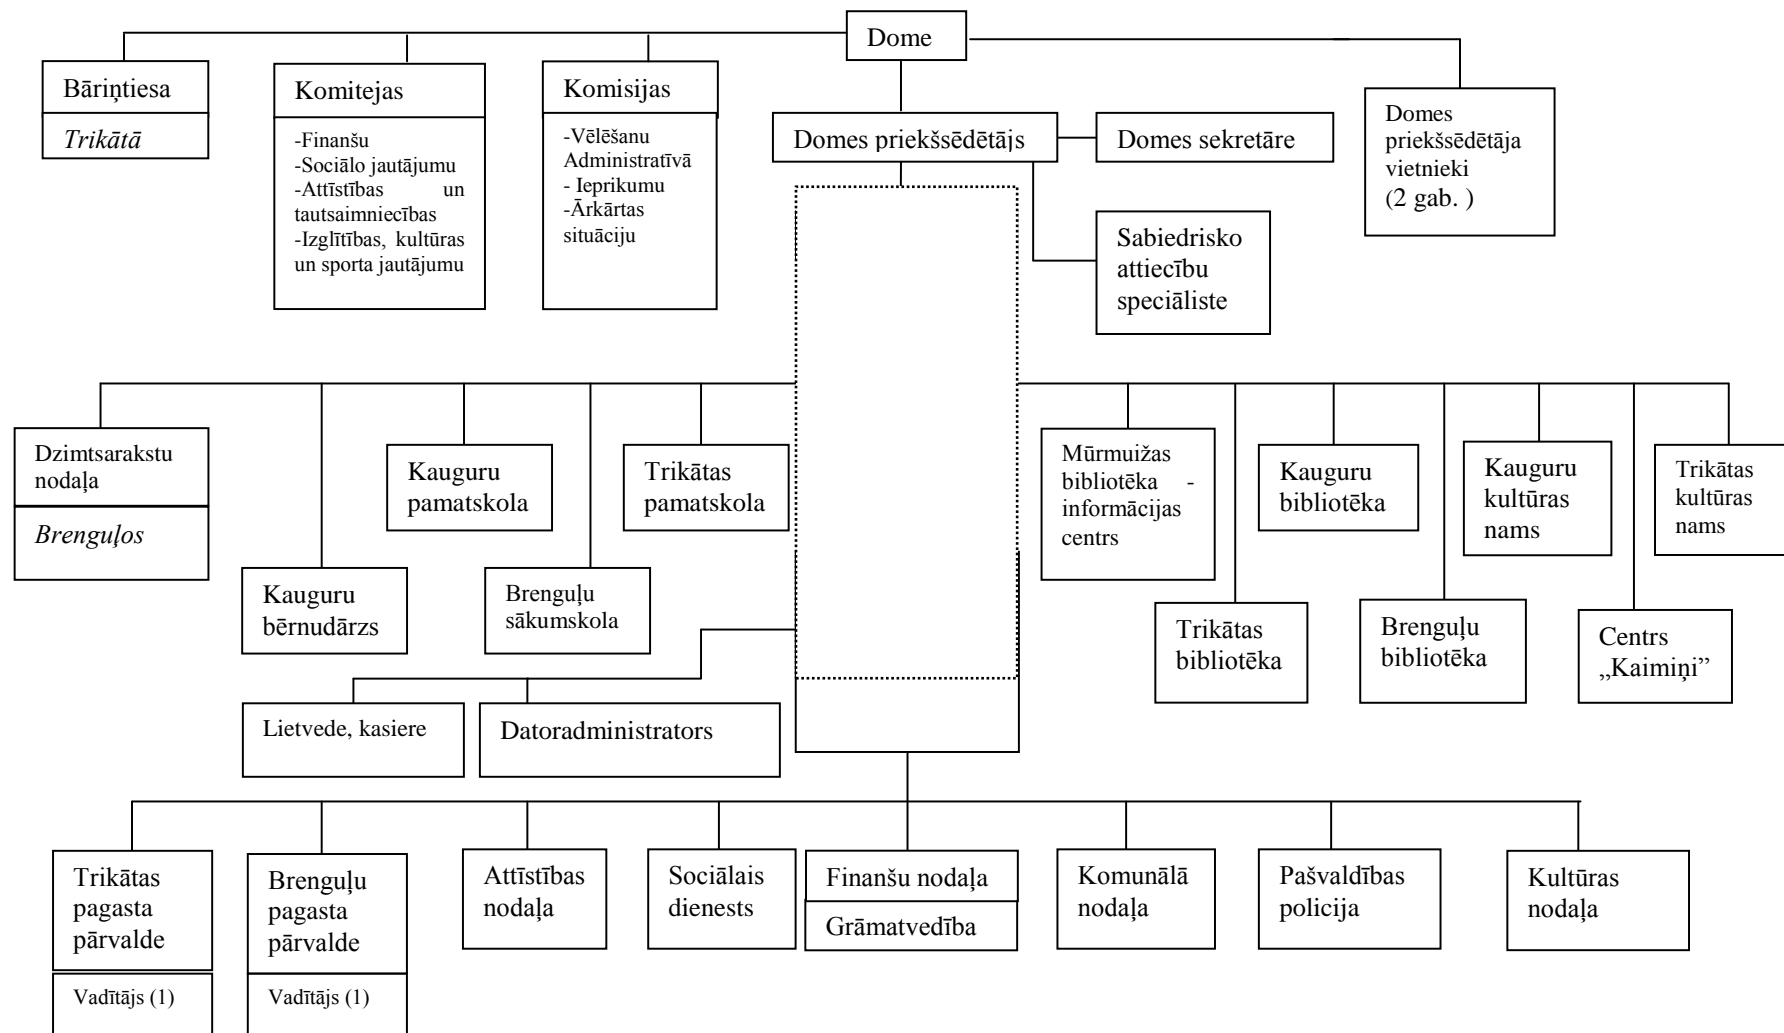 Dome
Bāriņtiesa
Trikātā
Komitejas
-Finanšu
-Sociālo jautājumu
-Attīstības un
tautsaimniecības
-Izglītības, kultūras
un sporta jautājumu
Komisijas
-Vēlēšanu
Administratīvā
- Ieprikumu
-Ārkārtas
situāciju
Domes priekšsēdētājs
Domes sekretāre
Domes
priekšsēdētāja
vietnieki
(2 gab. )
Sabiedrisko
attiecību
speciāliste
Dzimtsarakstu
nodaļa
Brenguļos
Kauguru
pamatskola
Trikātas
pamatskola
Mūrmuižas
bibliotēka -
informācijas
centrs
Kauguru
bibliotēka
Kauguru
kultūras
nams
Trikātas
kultūras
nams
Kauguru
bērnudārzs
Brenguļu
sākumskola
Trikātas
bibliotēka
Brenguļu
bibliotēka
Centrs
„Kaimiņi”
Lietvede, kasiere
Datoradministrators
Trikātas
pagasta
pārvalde
Vadītājs (1)
Brenguļu
pagasta
pārvalde
Vadītājs (1)
Attīstības
nodaļa
Sociālais
dienests
Finanšu nodaļa
Grāmatvedība
Komunālā
nodaļa
Pašvaldības
policija
Kultūras
nodaļa